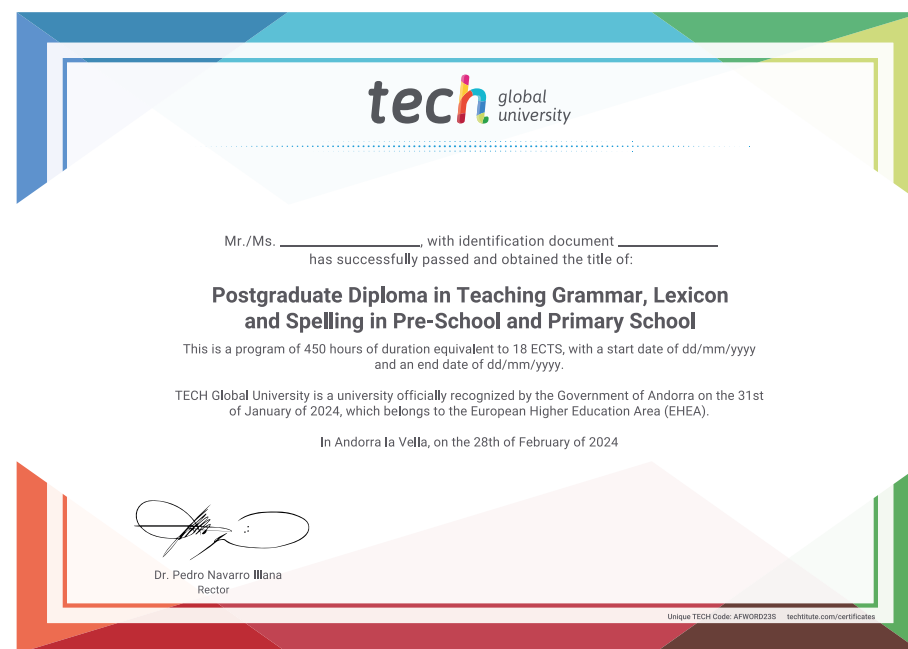 tech global university
Mr./Ms. ____________________, with identification document ______________
has successfully passed and obtained the title of:
Postgraduate Diploma in Teaching Grammar, Lexicon
and Spelling in Pre-School and Primary School
This is a program of 450 hours of duration equivalent to 18 ECTS, with a start date of dd/mm/yyyy
and an end date of dd/mm/yyyy.
TECH Global University is a university officially recognized by the Government of Andorra on the 31st
of January of 2024, which belongs to the European Higher Education Area (EHEA).
In Andorra la Vella, on the 28th of February of 2024
Dr. Pedro Navarro Illana
Rector
Unique TECH Code: AFWORD23S techtitute.com/certificates